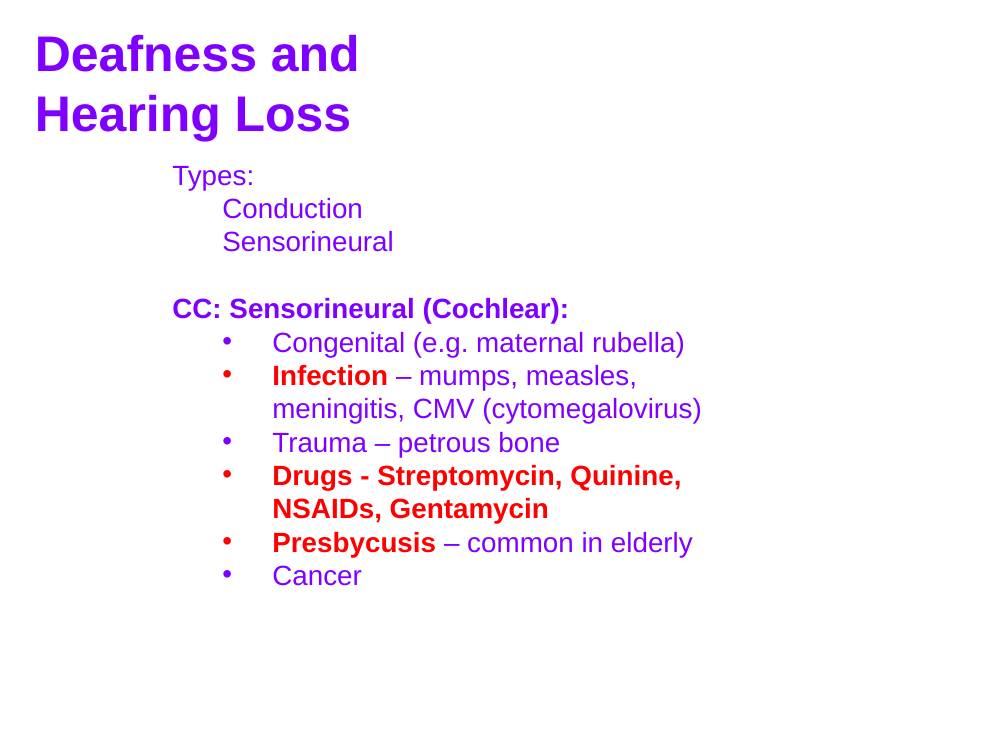 Deafness and
Hearing Loss
Types:
Conduction
Sensorineural
CC: Sensorineural (Cochlear):
• Congenital (e.g. maternal rubella)
• Infection – mumps, measles,
meningitis, CMV (cytomegalovirus)
• Trauma – petrous bone
• Drugs - Streptomycin, Quinine,
NSAIDs, Gentamycin
• Presbycusis – common in elderly
• Cancer